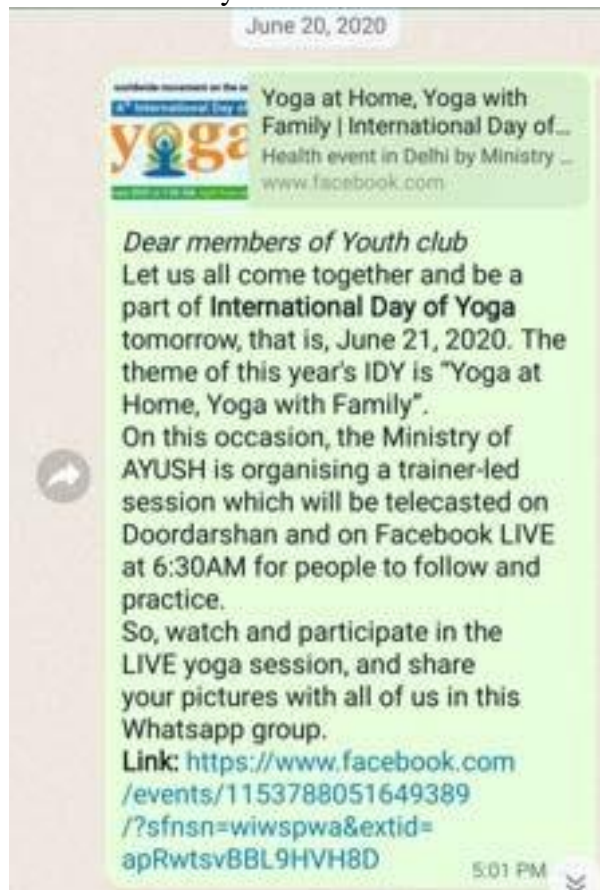 June 20, 2020
yoga
Yoga at Home, Yoga with
Family | International Day of...
Health event in Delhi by Ministry ...
www.facebook.com
Dear members of Youth club
Let us all come together and be a
part of International Day of Yoga
tomorrow, that is, June 21, 2020. The
theme of this year's IDY is "Yoga at
Home, Yoga with Family".
On this occasion, the Ministry of
AYUSH is organising a trainer-led
session which will be telecasted on
Doordarshan and on Facebook LIVE
at 6:30AM for people to follow and
practice.
So, watch and participate in the
LIVE yoga session, and share
your pictures with all of us in this
Whatsapp group.
Link: https://www.facebook.com
/events/1153788051649389
/?sfnsn=wiwspwa&extid=
apRwtsvBBL9HVH8D
5:01 PM